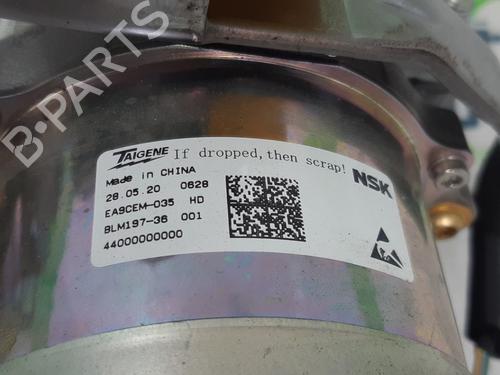 B-PARTS
TAIGENE If dropped, then scrap! NSK
Made in CHINA
28.05.20 0628
EA9CEM-035 HD
BLM197-36 001
44000000000